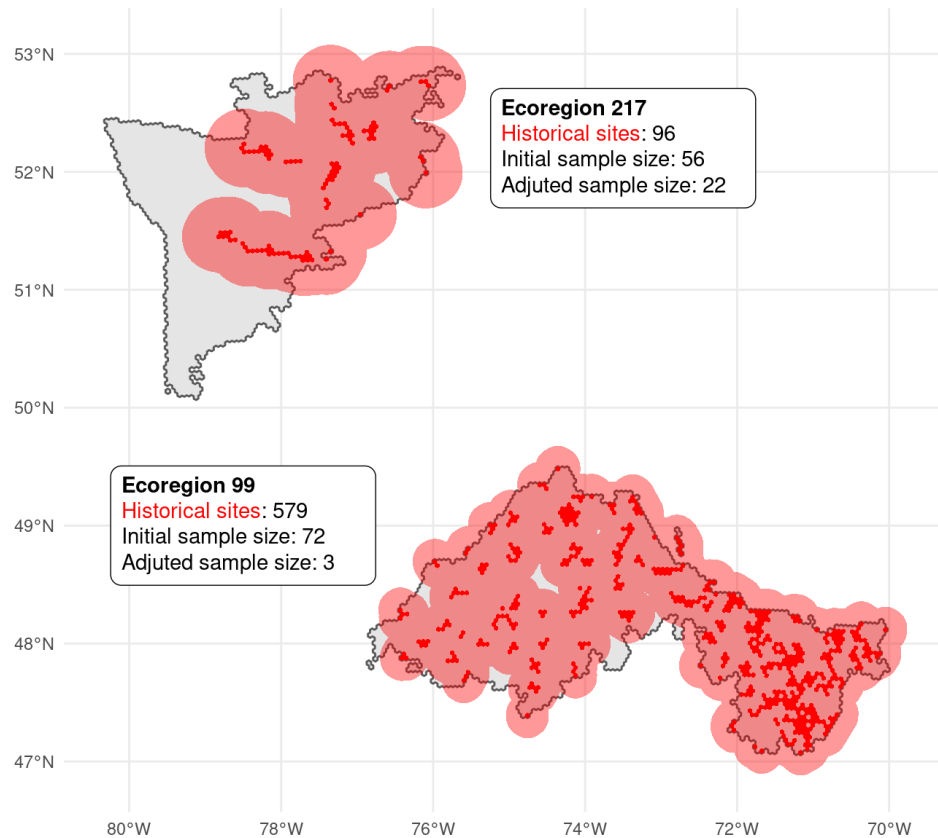 53°N
Ecoregion 217
Historical sites: 96
Initial sample size: 56
Adjuted sample size: 22
52°N
51°N
50°N
Ecoregion 99
Historical sites: 579
Initial sample size: 72
Adjuted sample size: 3
49°N
48°N
47°N
80°W 78°W 76°W 74°W 72°W 70°W